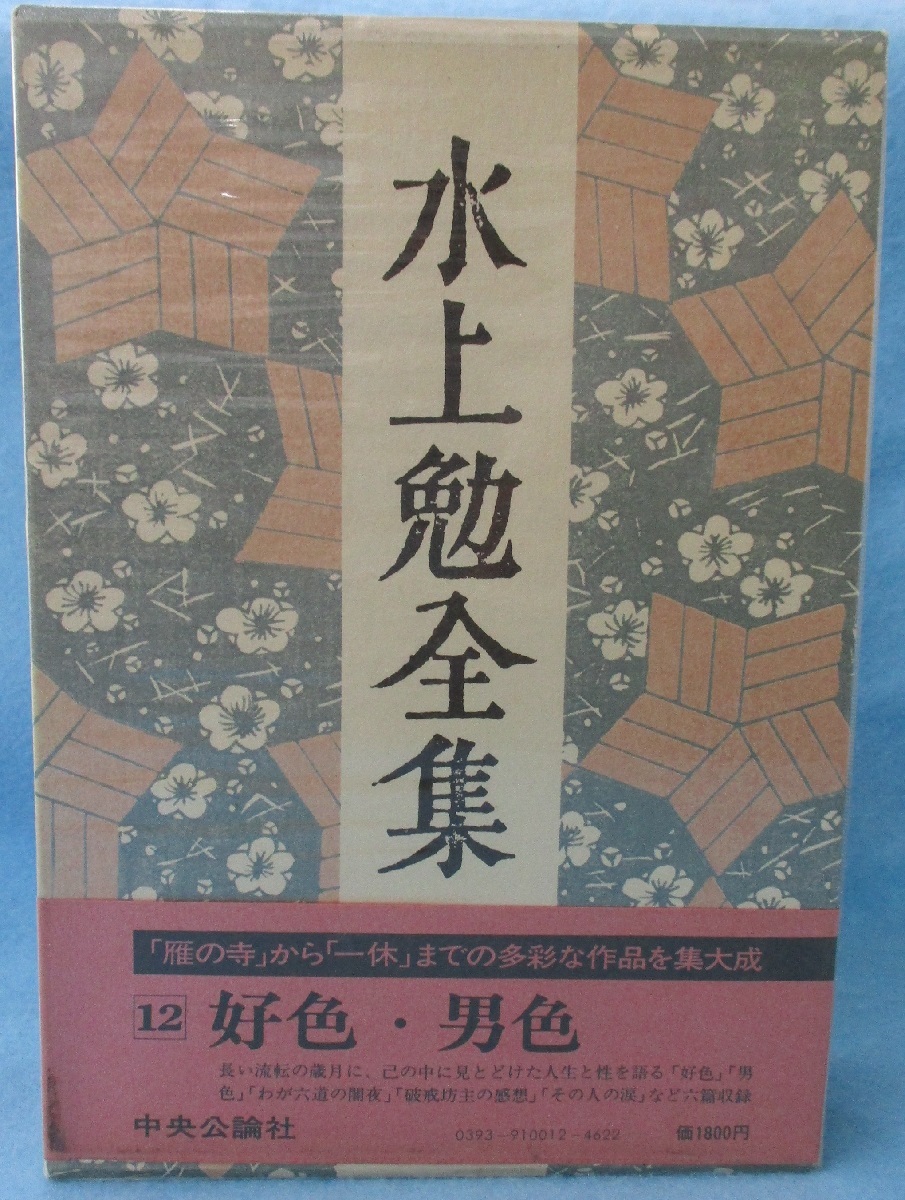 水上勉全集
「雁の寺」から「一休」までの多彩な作品を集大成
12 好色・男色
長い流転の歳月に、己の中に見とどけた人生と性を語る「好色」「男
色」「わが六道の闇夜」「破戒坊主の感想」「その人の涙」など六篇収録
中央公論社 0393-910012-4622 価1800円